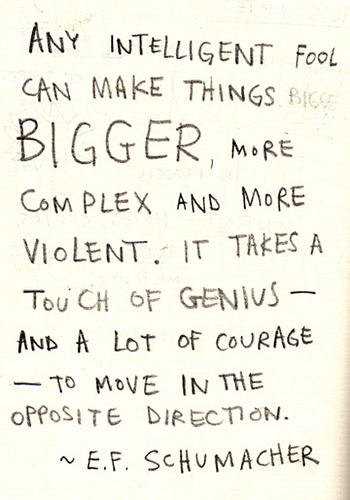 ANY INTELLIGENT FOOL
CAN MAKE THINGS BIGGE
BIGGER, MORE
COMPLEX AND MORE
VIOLENT. IT TAKES A
TOUCH OF GENIUS —
AND A LOT OF COURAGE
— TO MOVE IN THE
OPPOSITE DIRECTION.
~ E.F. SCHUMACHER